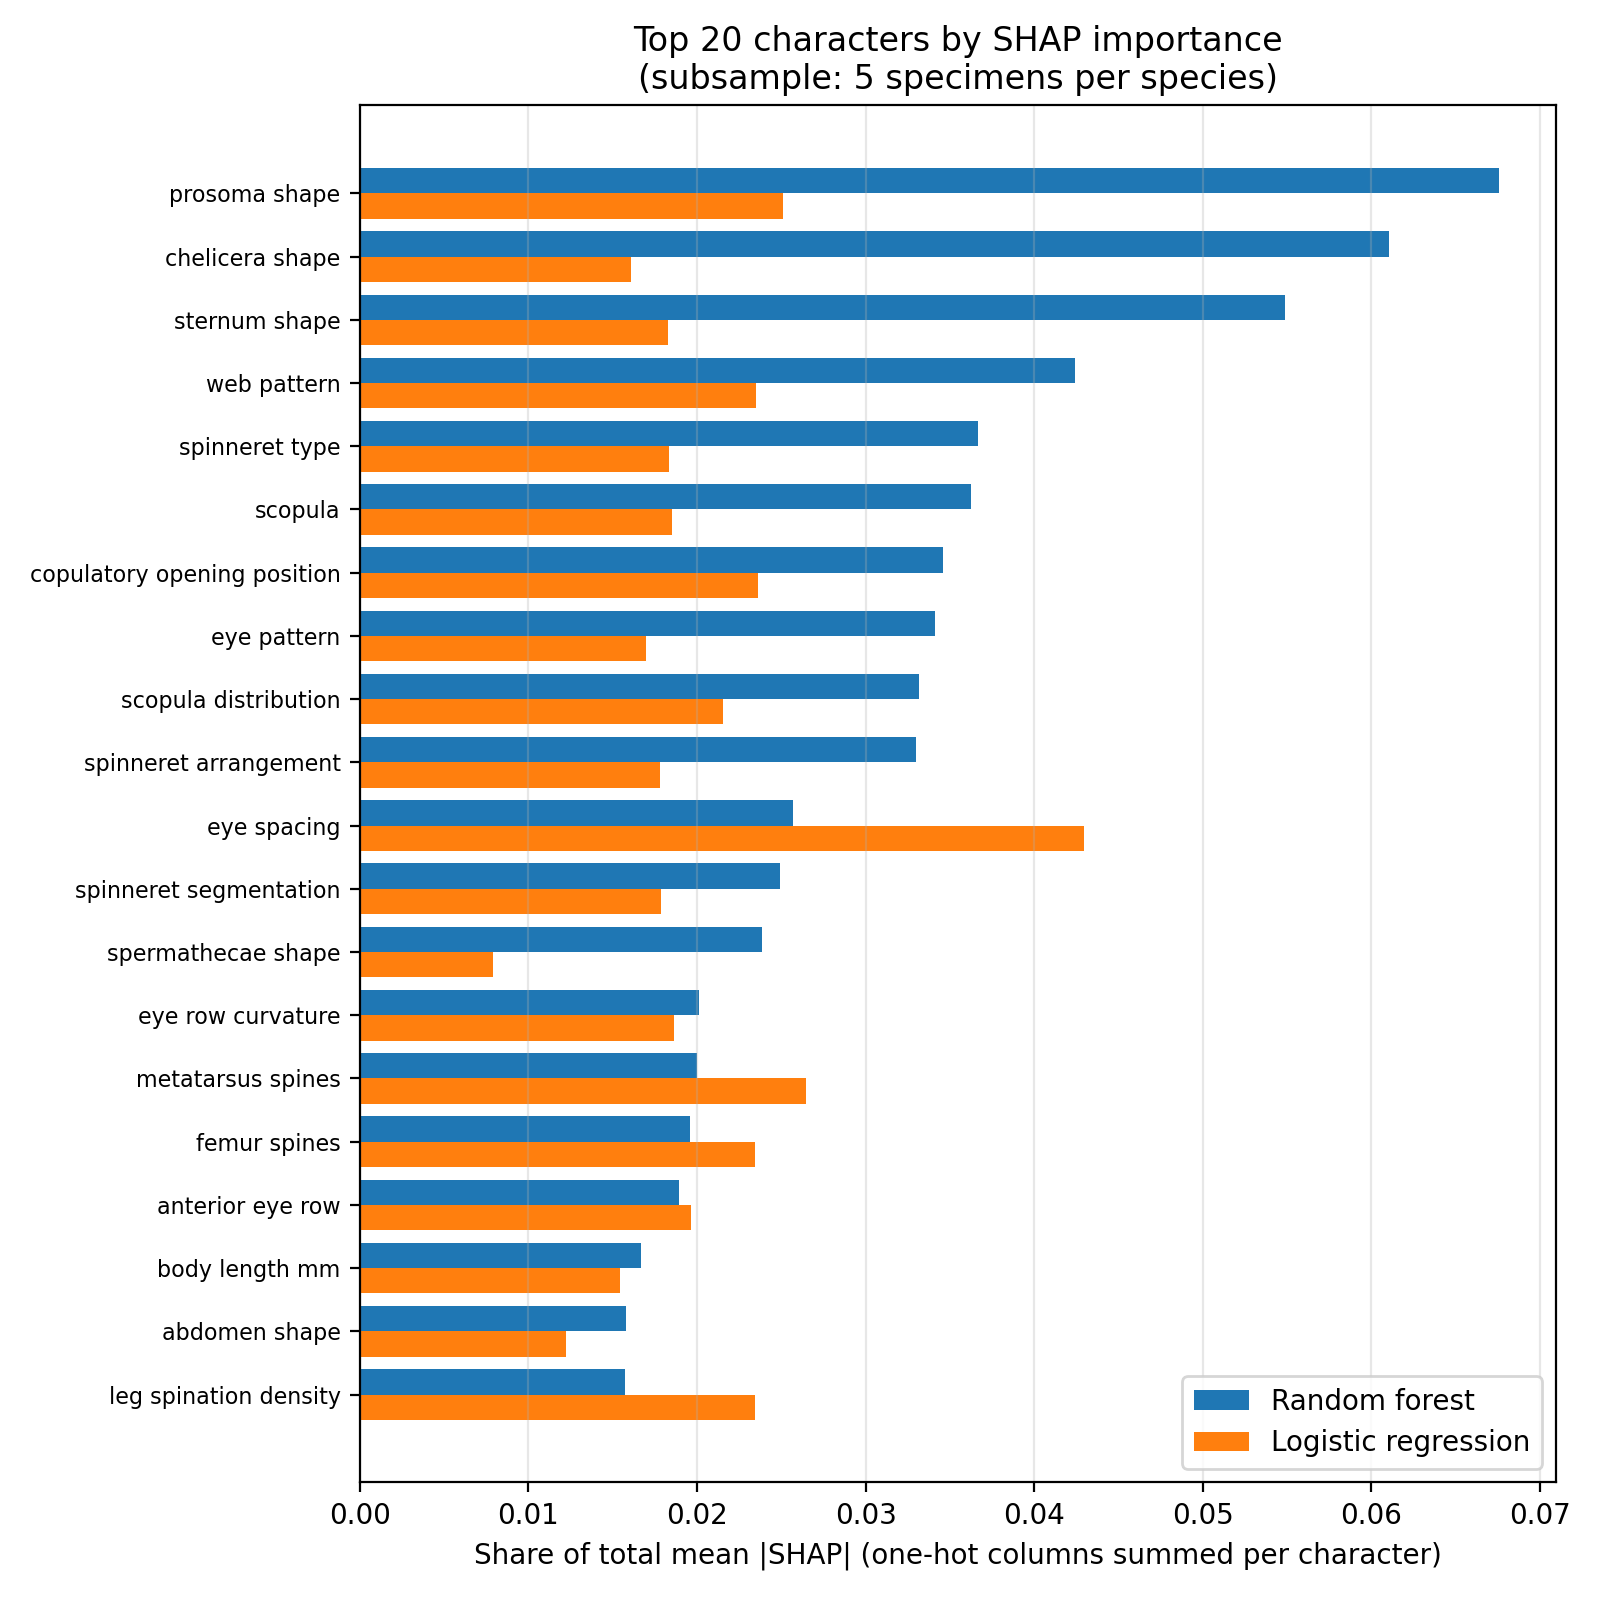 Top 20 characters by SHAP importance
(subsample: 5 specimens per species)
prosoma shape
chelicera shape
sternum shape
web pattern
spinneret type
scopula
copulatory opening position
eye pattern
scopula distribution
spinneret arrangement
eye spacing
spinneret segmentation
spermathecae shape
eye row curvature
metatarsus spines
femur spines
anterior eye row
body length mm
abdomen shape
leg spination density
Random forest
Logistic regression
0.00 0.01 0.02 0.03 0.04 0.05 0.06 0.07
Share of total mean |SHAP| (one-hot columns summed per character)